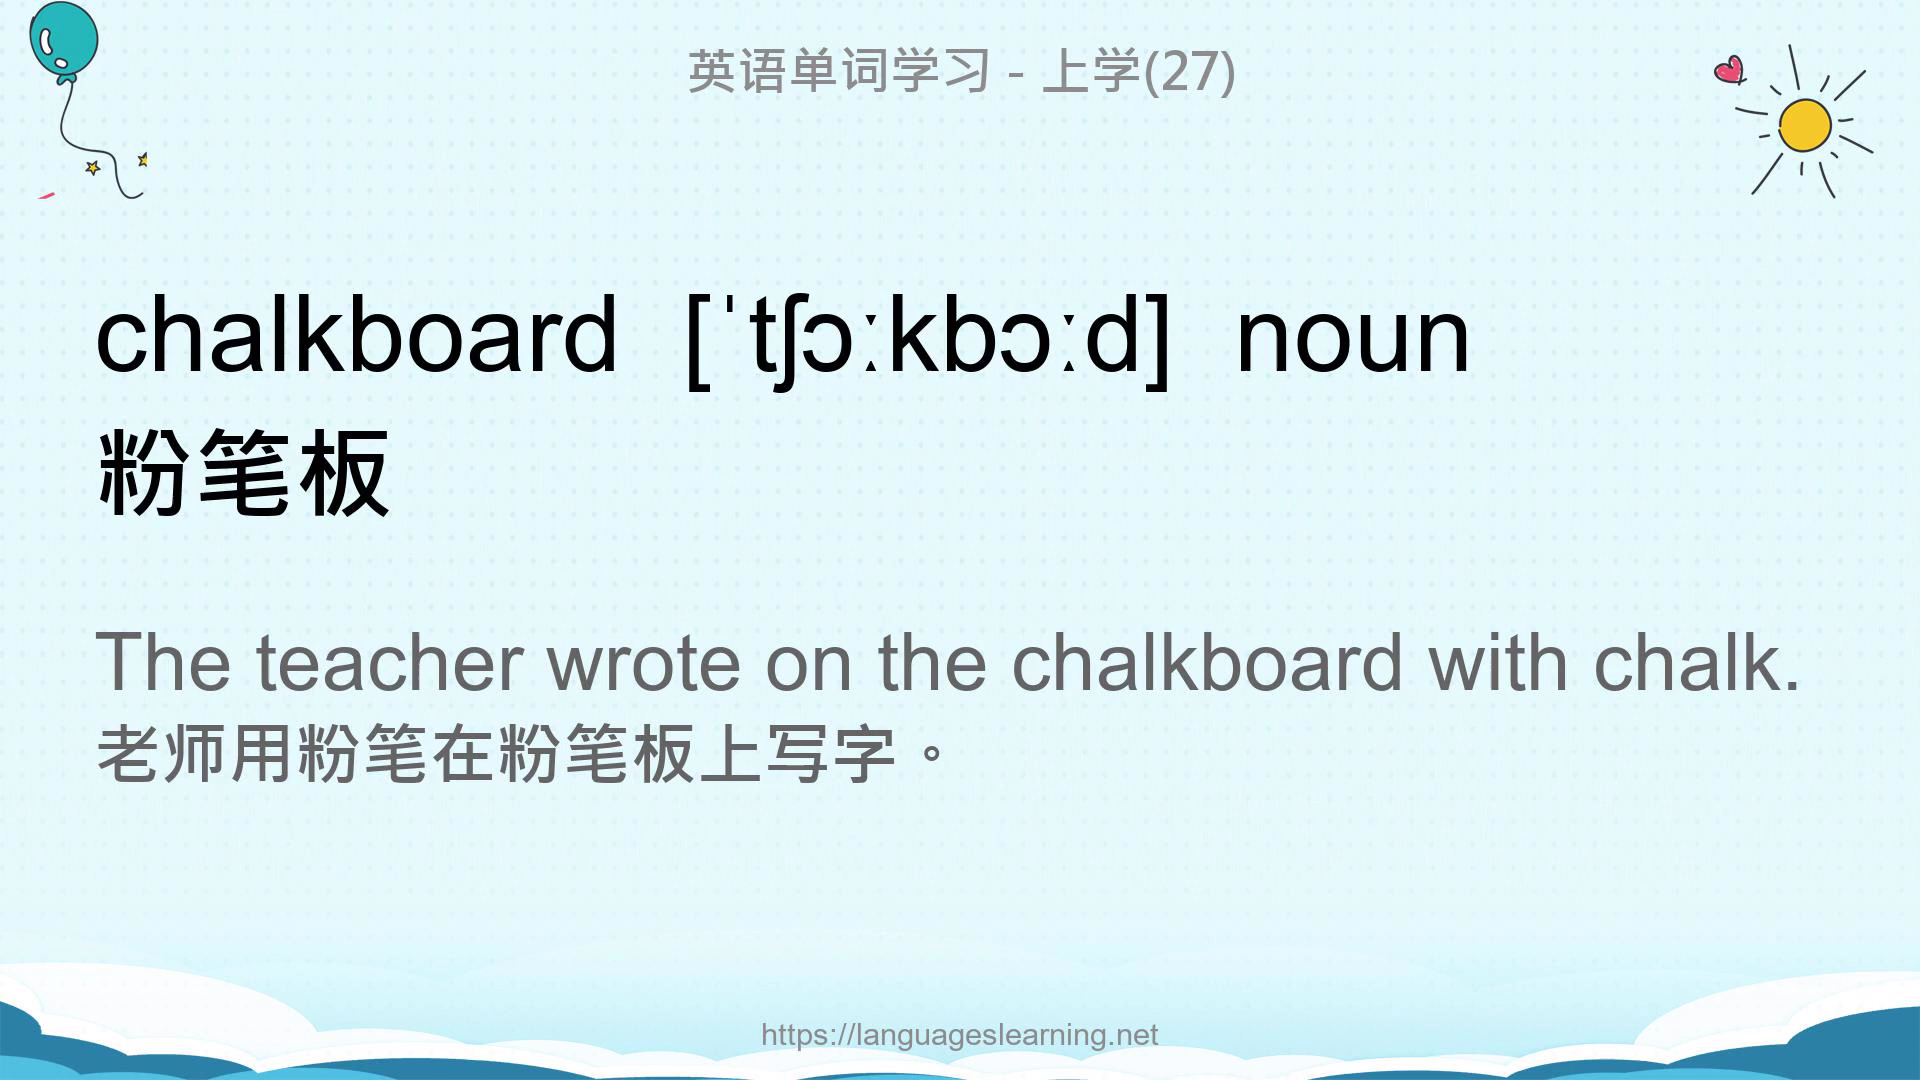 英语单词学习 - 上学(27)
chalkboard [ˈtʃɔːkbɔːd] noun
粉笔板
The teacher wrote on the chalkboard with chalk.
老师用粉笔在粉笔板上写字。
https://languageslearning.net